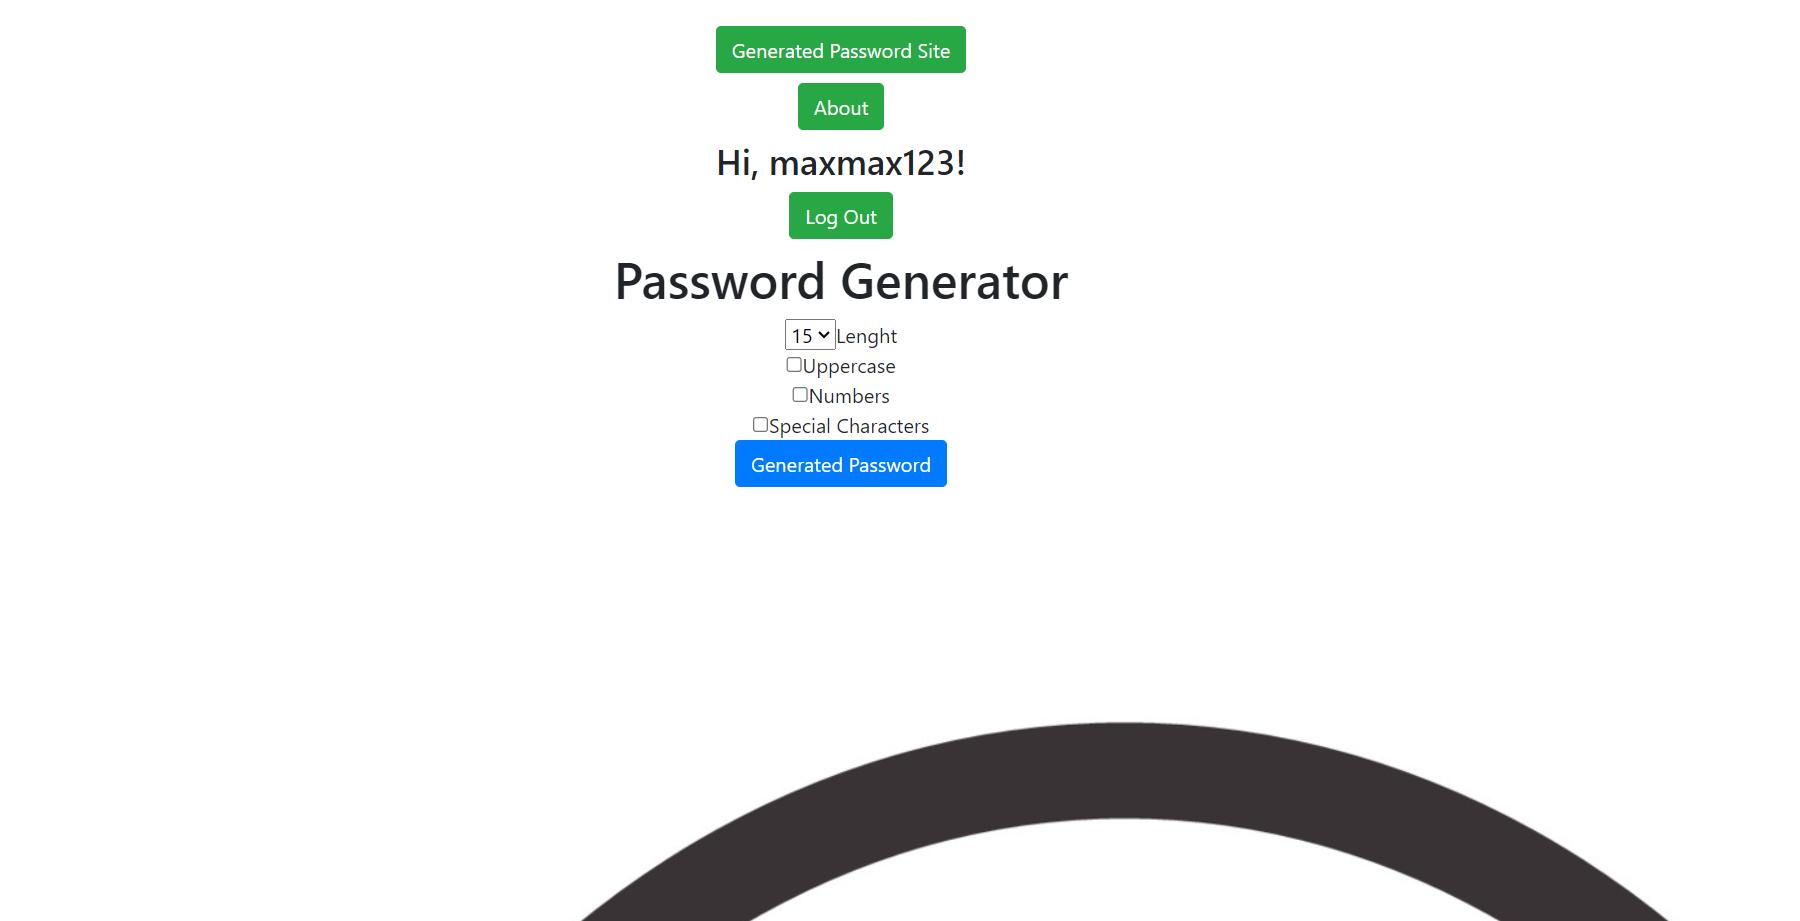 Generated Password Site
About
Hi, maxmax123!
Log Out
Password Generator
15 Lenght
Uppercase
Numbers
Special Characters
Generated Password